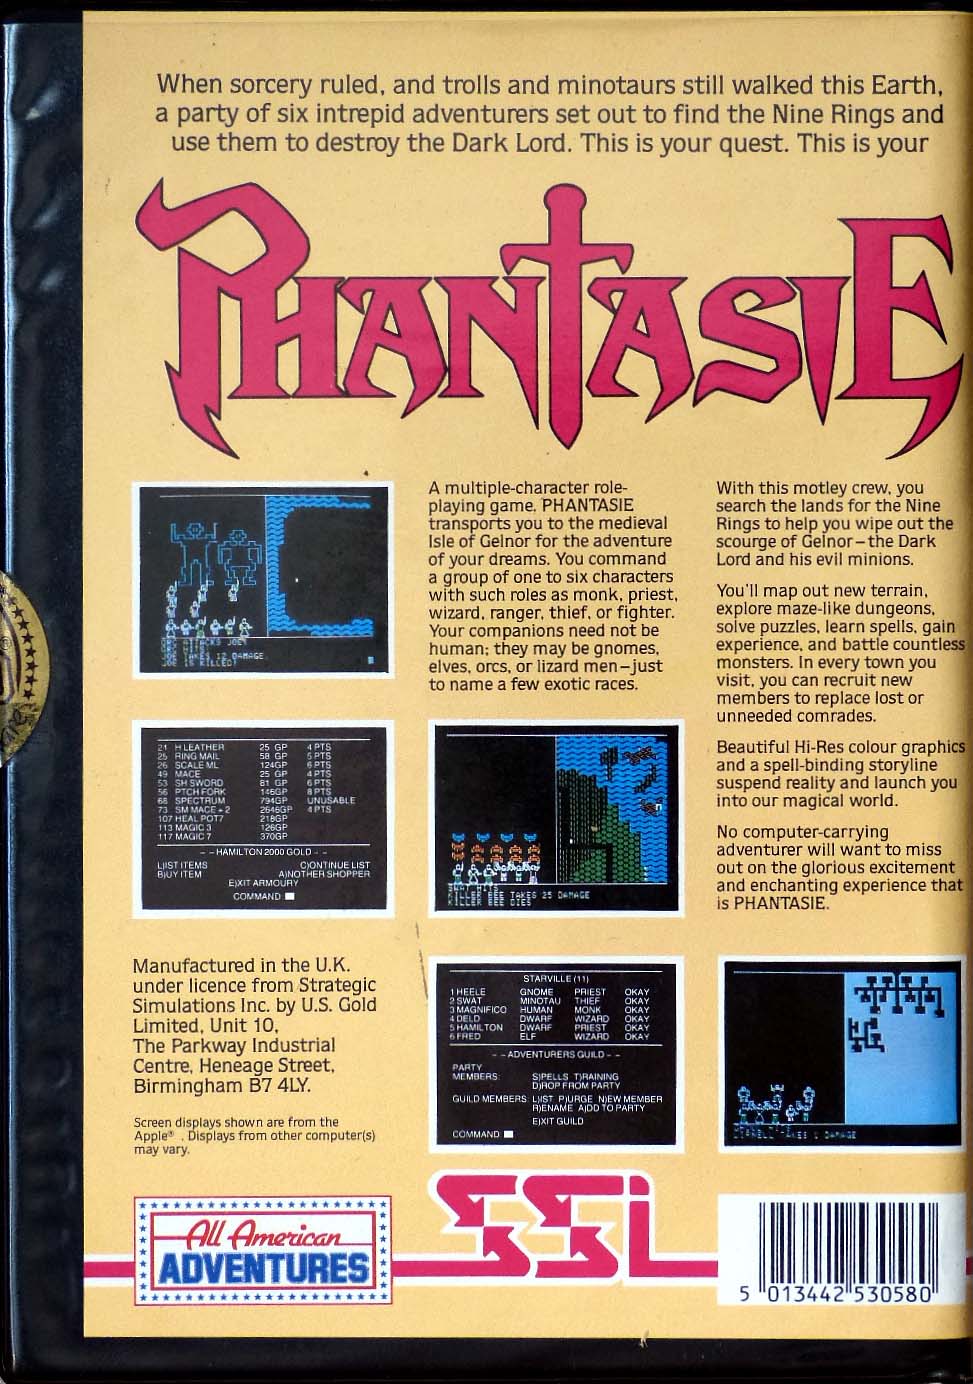 When sorcery ruled, and trolls and minotaurs still walked this Earth,
a party of six intrepid adventurers set out to find the Nine Rings and
use them to destroy the Dark Lord. This is your quest. This is your
PHANTASIE
ORC ATTACKS JOE!
ORC HITS
JOE TAKES 12 DAMAGE
JOE IS KILLED!
A multiple-character role-
playing game, PHANTASIE
transports you to the medieval
Isle of Gelnor for the adventure
of your dreams. You command
a group of one to six characters
with such roles as monk, priest,
wizard, ranger, thief, or fighter.
Your companions need not be
human; they may be gnomes,
elves, orcs, or lizard men–just
to name a few exotic races.
With this motley crew, you
search the lands for the Nine
Rings to help you wipe out the
scourge of Gelnor–the Dark
Lord and his evil minions.
You'll map out new terrain,
explore maze-like dungeons,
solve puzzles, learn spells, gain
experience, and battle countless
monsters. In every town you
visit, you can recruit new
members to replace lost or
unneeded comrades.
Beautiful Hi-Res colour graphics
and a spell-binding storyline
suspend reality and launch you
into our magical world.
No computer-carrying
adventurer will want to miss
out on the glorious excitement
and enchanting experience that
is PHANTASIE.
21 H LEATHER 25 GP 4 PTS
25 RING MAIL 58 GP 5 PTS
26 SCALE ML 124GP 6 PTS
49 MACE 25 GP 4 PTS
53 SH SWORD 81 GP 6 PTS
56 PTCH FORK 146GP 8 PTS
68 SPECTRUM 794GP UNUSABLE
73 SM MACE + 2 2646GP 4 PTS
107 HEAL POT7 218GP
113 MAGIC 3 126GP
117 MAGIC 7 370GP
- - HAMILTON 2000 GOLD - -
L)IST ITEMS C)ONTINUE LIST
B)UY ITEM A)NOTHER SHOPPER
E)XIT ARMOURY
COMMAND
HITS
KILLER BEE TAKES 25 DAMAGE
KILLER BEE DIES
Manufactured in the U.K.
under licence from Strategic
Simulations Inc. by U.S. Gold
Limited, Unit 10,
The Parkway Industrial
Centre, Heneage Street,
Birmingham B7 4LY.
Screen displays shown are from the
Apple® . Displays from other computer(s)
may vary.
STARVILLE (11)
1 HEELE GNOME PRIEST OKAY
2 SWAT MINOTAU THIEF OKAY
3 MAGNIFICO HUMAN MONK OKAY
4 DELD DWARF WIZARD OKAY
5 HAMILTON DWARF PRIEST OKAY
6 FRED ELF WIZARD OKAY
- - ADVENTURERS GUILD - -
PARTY
MEMBERS: S)PELLS T)RAINING
D)ROP FROM PARTY
GUILD MEMBERS: L)IST P)URGE N)EW MEMBER
R)ENAME A)DD TO PARTY
E)XIT GUILD
COMMAND
TAKES 1 DAMAGE
All American
ADVENTURES
SSi
5 013442 530580